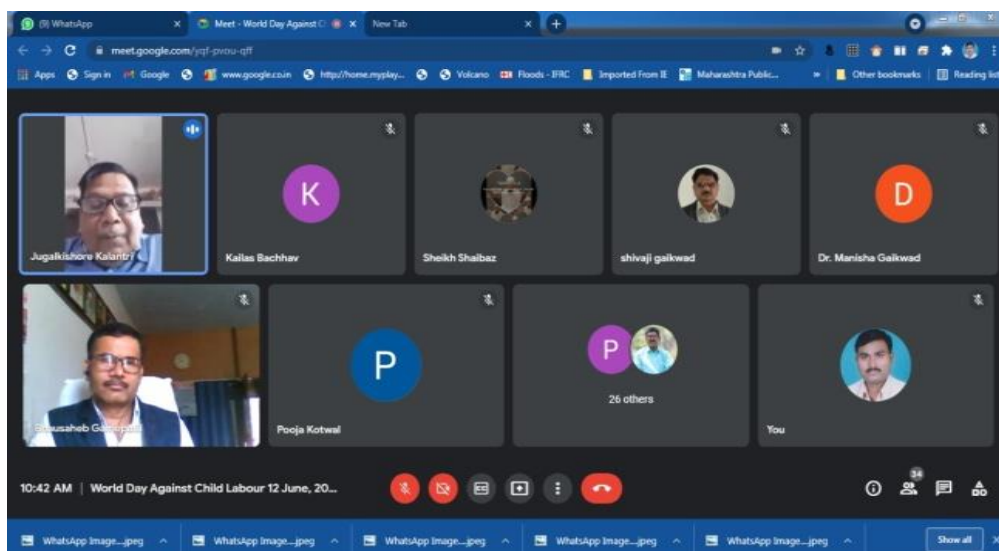 (9) WhatsApp
Meet - World Day Against C
New Tab
meet.google.com/yqf-pvou-qff
Apps Sign in Google www.google.co.in http://home.myplay... Volcano Floods - IFRC Imported From IE Maharashtra Public... » Other bookmarks Reading list
K
D
Jugalkishore Kalantri
Kailas Bachhav
Sheikh Shaibaz
shivaji gaikwad
Dr. Manisha Gaikwad
P
P
26 others
Bhausaheb
Pooja Kotwal
You
34
10:42 AM | World Day Against Child Labour 12 June, 20...
WhatsApp Image....jpeg WhatsApp Image....jpeg WhatsApp Image....jpeg WhatsApp Image....jpeg WhatsApp Image....jpeg Show all